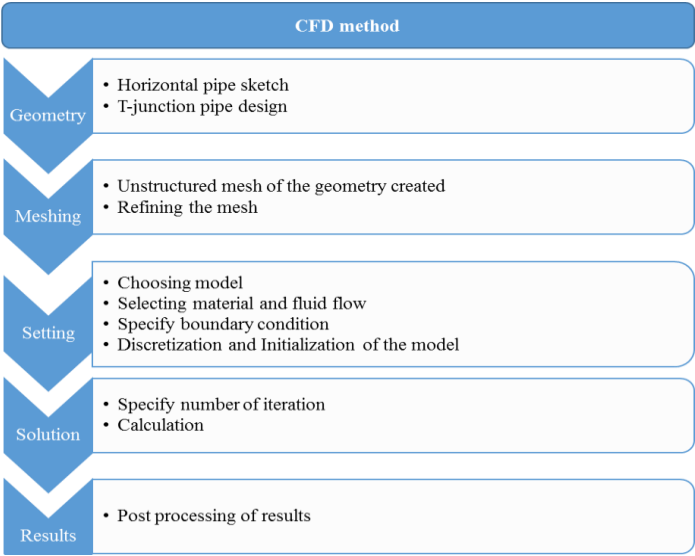 CFD method
Geometry
• Horizontal pipe sketch
• T-junction pipe design
Meshing
• Unstructured mesh of the geometry created
• Refining the mesh
Setting
• Choosing model
• Selecting material and fluid flow
• Specify boundary condition
• Discretization and Initialization of the model
Solution
• Specify number of iteration
• Calculation
Results
• Post processing of results